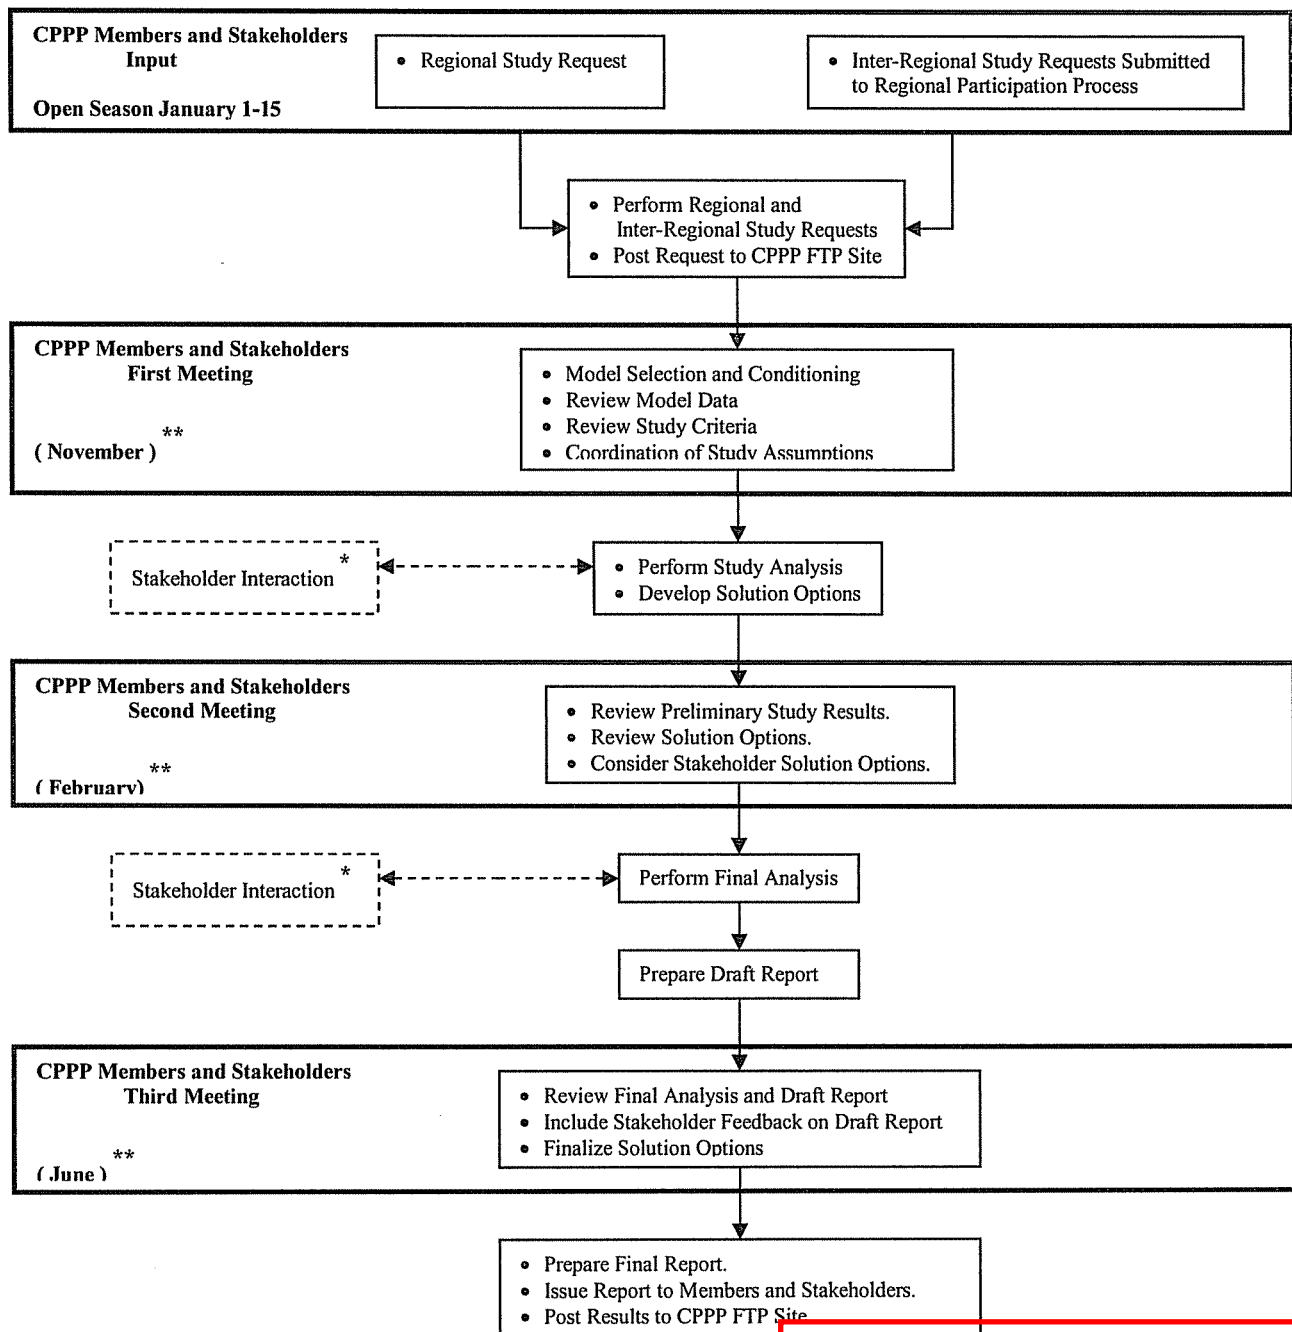 CPPP Members and Stakeholders
Input
Open Season January 1-15
• Regional Study Request
• Inter-Regional Study Requests Submitted
to Regional Participation Process
• Perform Regional and
Inter-Regional Study Requests
• Post Request to CPPP FTP Site
CPPP Members and Stakeholders
First Meeting
( November ) **
• Model Selection and Conditioning
• Review Model Data
• Review Study Criteria
• Coordination of Study Assumptions
Stakeholder Interaction *
• Perform Study Analysis
• Develop Solution Options
CPPP Members and Stakeholders
Second Meeting
( February) **
• Review Preliminary Study Results.
• Review Solution Options.
• Consider Stakeholder Solution Options.
Stakeholder Interaction *
Perform Final Analysis
Prepare Draft Report
CPPP Members and Stakeholders
Third Meeting
( June ) **
• Review Final Analysis and Draft Report
• Include Stakeholder Feedback on Draft Report
• Finalize Solution Options
• Prepare Final Report.
• Issue Report to Members and Stakeholders.
• Post Results to CPPP FTP Site